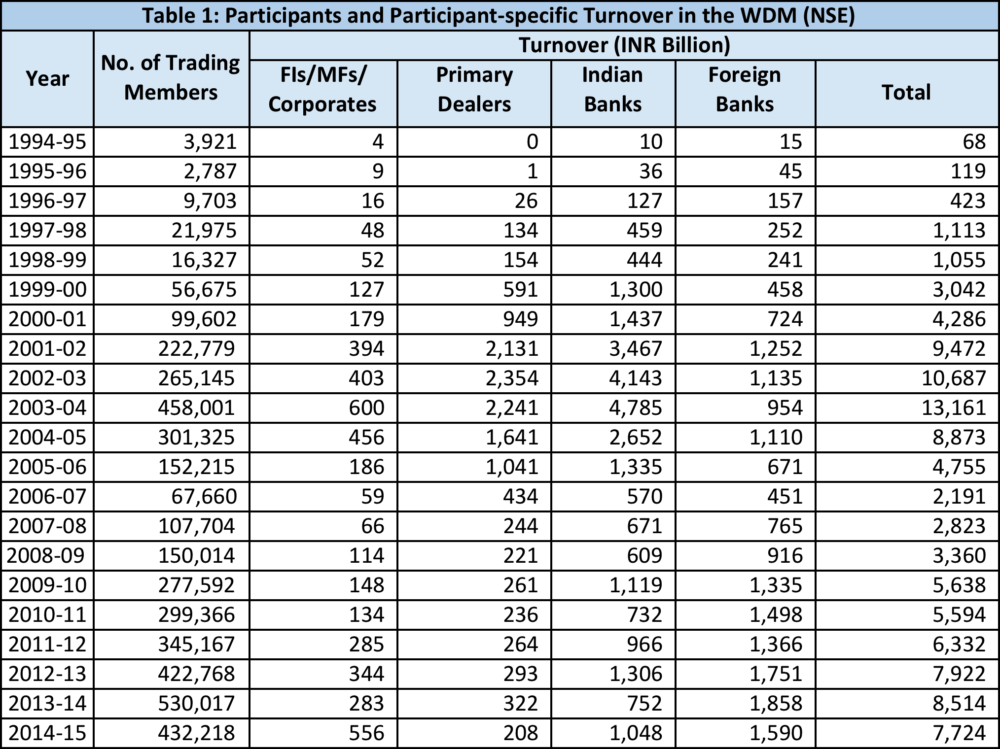 Table 1: Participants and Participant-specific Turnover in the WDM (NSE)
Year No. of Trading Members Turnover (INR Billion)
FIs/MFs/Corporates Primary Dealers Indian Banks Foreign Banks Total
1994-95 3,921 4 0 10 15 68
1995-96 2,787 9 1 36 45 119
1996-97 9,703 16 26 127 157 423
1997-98 21,975 48 134 459 252 1,113
1998-99 16,327 52 154 444 241 1,055
1999-00 56,675 127 591 1,300 458 3,042
2000-01 99,602 179 949 1,437 724 4,286
2001-02 222,779 394 2,131 3,467 1,252 9,472
2002-03 265,145 403 2,354 4,143 1,135 10,687
2003-04 458,001 600 2,241 4,785 954 13,161
2004-05 301,325 456 1,641 2,652 1,110 8,873
2005-06 152,215 186 1,041 1,335 671 4,755
2006-07 67,660 59 434 570 451 2,191
2007-08 107,704 66 244 671 765 2,823
2008-09 150,014 114 221 609 916 3,360
2009-10 277,592 148 261 1,119 1,335 5,638
2010-11 299,366 134 236 732 1,498 5,594
2011-12 345,167 285 264 966 1,366 6,332
2012-13 422,768 344 293 1,306 1,751 7,922
2013-14 530,017 283 322 752 1,858 8,514
2014-15 432,218 556 208 1,048 1,590 7,724